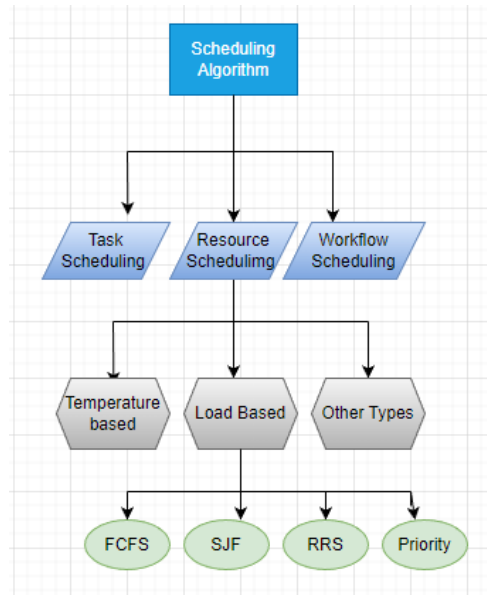 Scheduling
Algorithm
Task
Scheduling
Resource
Schedulimg
Workflow
Scheduling
Temperature
based
Load Based
Other Types
FCFS
SJF
RRS
Priority